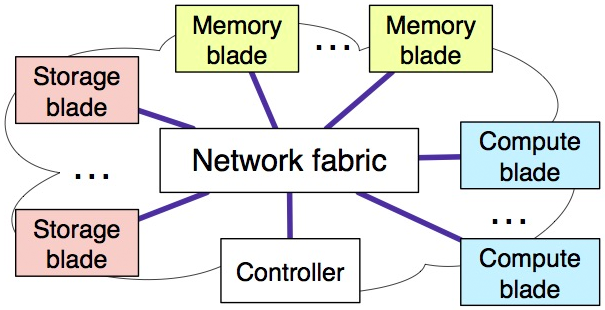 Memory
blade
...
Memory
blade
Storage
blade
Network fabric
Compute
blade
...
Storage
blade
...
Controller
Compute
blade